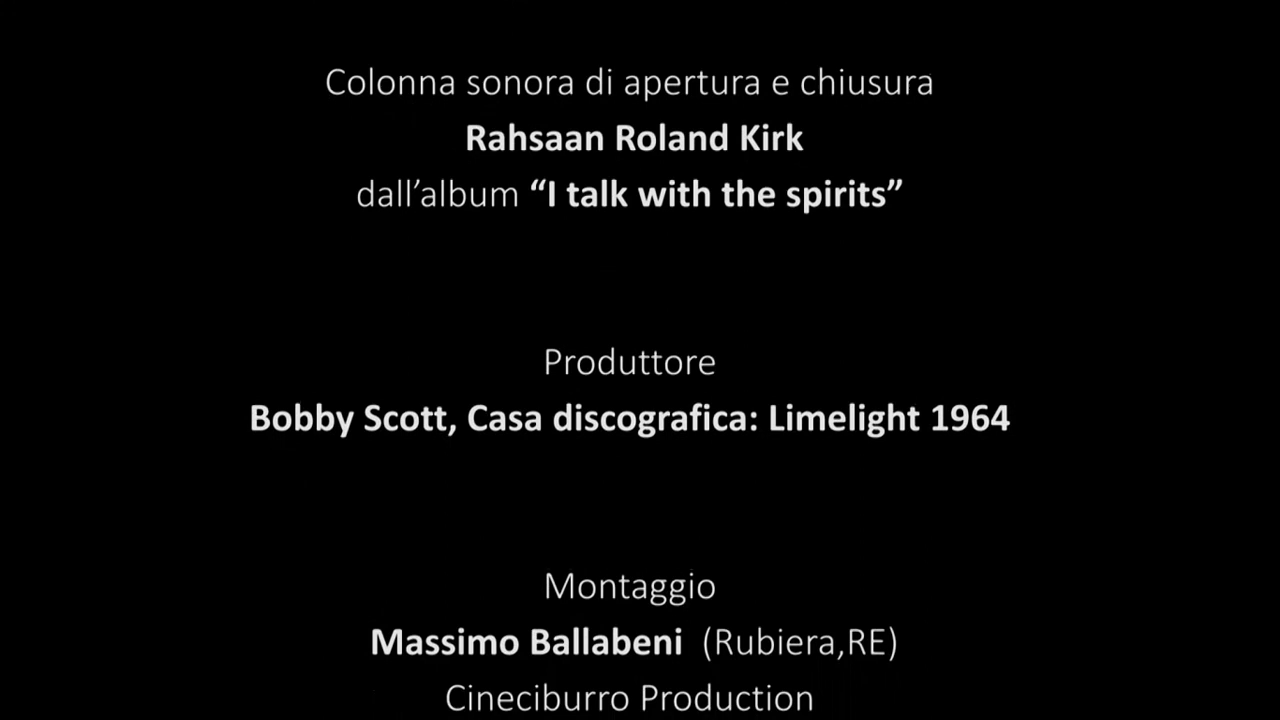 Colonna sonora di apertura e chiusura
Rahsaan Roland Kirk
dall’album “I talk with the spirits”
Produttore
Bobby Scott, Casa discografica: Limelight 1964
Montaggio
Massimo Ballabeni (Rubiera,RE)
Cineciburro Production